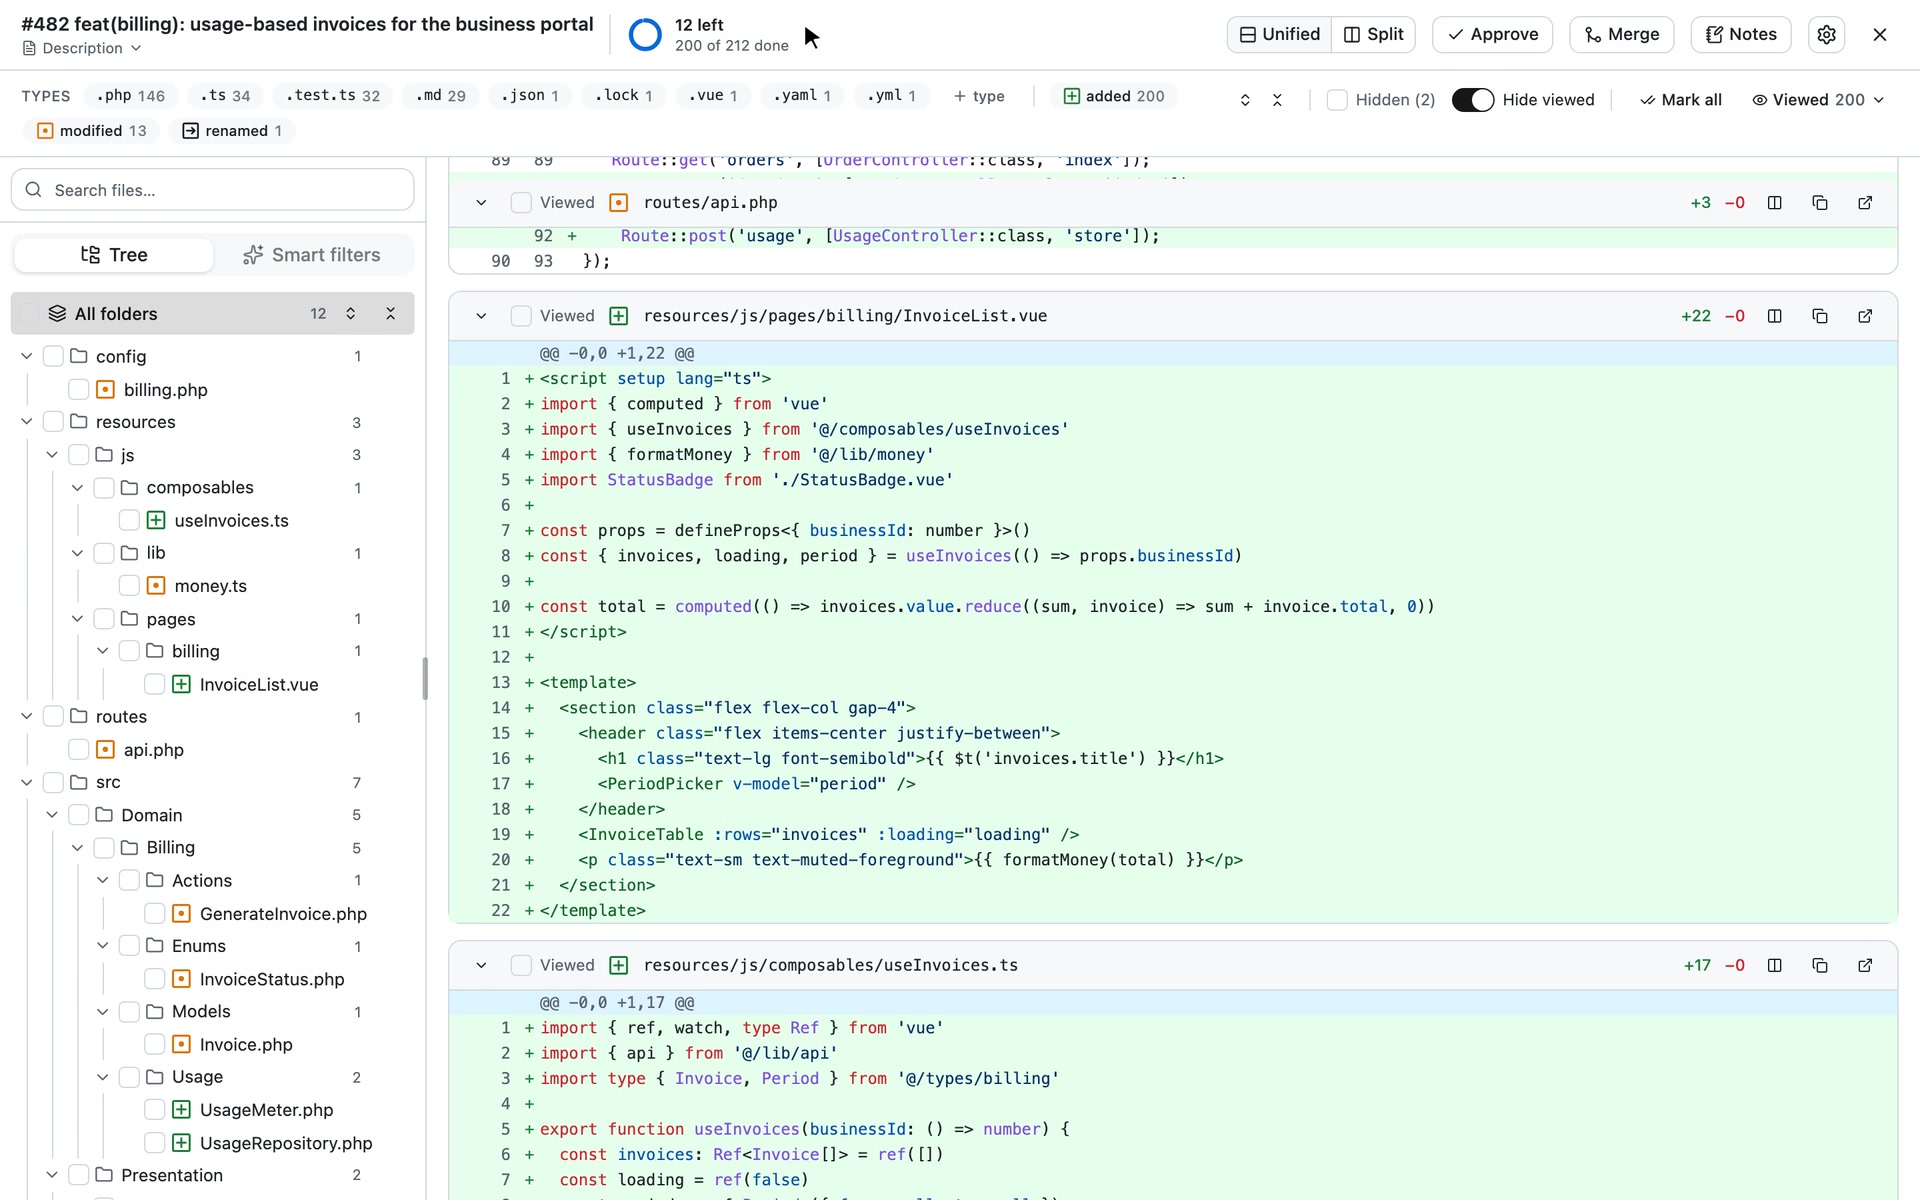 #482 feat(billing): usage-based invoices for the business portal
Description
12 left
200 of 212 done
Unified
Split
Approve
Merge
Notes
TYPES
.php 146
.ts 34
.test.ts 32
.md 29
.json 1
.lock 1
.vue 1
.yaml 1
.yml 1
+ type
added 200
modified 13
renamed 1
Hidden (2)
Hide viewed
Mark all
Viewed 200
Search files...
Tree
Smart filters
All folders 12
config 1
billing.php
resources 3
js 3
composables 1
useInvoices.ts
lib 1
money.ts
pages 1
billing 1
InvoiceList.vue
routes 1
api.php
src 7
Domain 5
Billing 5
Actions 1
GenerateInvoice.php
Enums 1
InvoiceStatus.php
Models 1
Invoice.php
Usage 2
UsageMeter.php
UsageRepository.php
Presentation 2
89 89 Route::get('orders', [OrderController::class, 'index']);
Viewed routes/api.php +3 −0
92 + Route::post('usage', [UsageController::class, 'store']);
90 93 });
Viewed resources/js/pages/billing/InvoiceList.vue +22 −0
@@ -0,0 +1,22 @@
1 +<script setup lang="ts">
2 +import { computed } from 'vue'
3 +import { useInvoices } from '@/composables/useInvoices'
4 +import { formatMoney } from '@/lib/money'
5 +import StatusBadge from './StatusBadge.vue'
6 +
7 +const props = defineProps<{ businessId: number }>()
8 +const { invoices, loading, period } = useInvoices(() => props.businessId)
9 +
10 +const total = computed(() => invoices.value.reduce((sum, invoice) => sum + invoice.total, 0))
11 +</script>
12 +
13 +<template>
14 + <section class="flex flex-col gap-4">
15 + <header class="flex items-center justify-between">
16 + <h1 class="text-lg font-semibold">{{ $t('invoices.title') }}</h1>
17 + <PeriodPicker v-model="period" />
18 + </header>
19 + <InvoiceTable :rows="invoices" :loading="loading" />
20 + <p class="text-sm text-muted-foreground">{{ formatMoney(total) }}</p>
21 + </section>
22 +</template>
Viewed resources/js/composables/useInvoices.ts +17 −0
@@ -0,0 +1,17 @@
1 +import { ref, watch, type Ref } from 'vue'
2 +import { api } from '@/lib/api'
3 +import type { Invoice, Period } from '@/types/billing'
4 +
5 +export function useInvoices(businessId: () => number) {
6 + const invoices: Ref<Invoice[]> = ref([])
7 + const loading = ref(false)